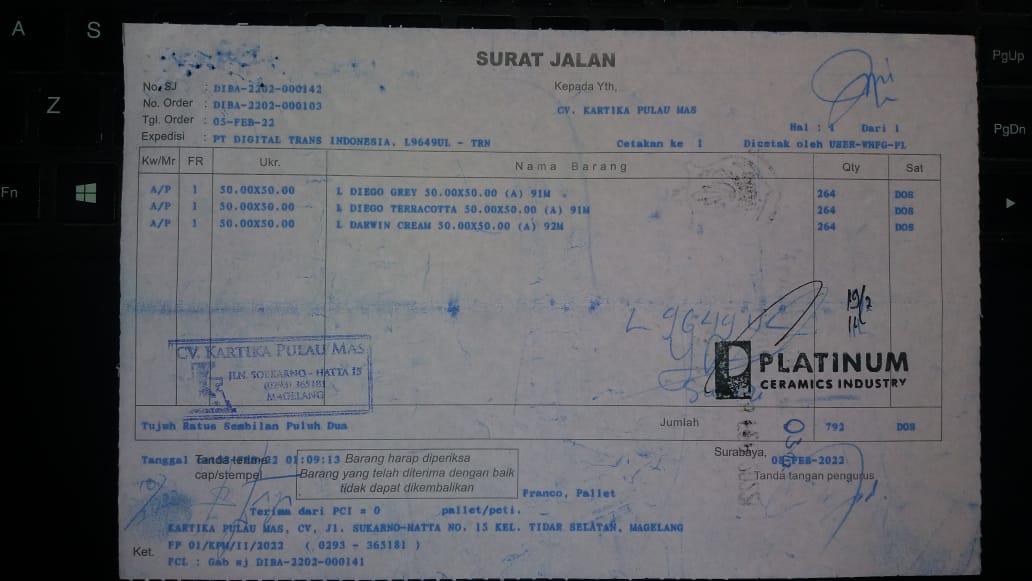 A
S
PgUp
Z
PgDn
Fn
SURAT JALAN
No. SJ : DIBA-2202-000142
Kepada Yth,
No. Order : DIBA-2202-000103
CV. KARTIKA PULAU MAS
Tgl. Order : 05-FEB-22
Hal : 1 Dari 1
Expedisi : PT DIGITAL TRANS INDONESIA, L9649UL - TRN
Cetakan ke 1 Dicetak oleh USER-WHPG-PL
Kw/Mr FR Ukr. Nama Barang Qty Sat
A/P 1 50.00X50.00 L DIEGO GREY 50.00X50.00 (A) 91M 264 DOS
A/P 1 50.00X50.00 L DIEGO TERRACOTTA 50.00X50.00 (A) 91M 264 DOS
A/P 1 50.00X50.00 L DARWIN CREAM 50.00X50.00 (A) 92M 264 DOS
19/2
L 9649 UL
CV. KARTIKA PULAU MAS
JLN. SOEKARNO - HATTA 15
(0293) 365181
MAGELANG
PLATINUM
CERAMICS INDUSTRY
Tujuh Ratus Sembilan Puluh Dua
Jumlah 792 DOS
Surabaya, 08-FEB-2022
Tanggal 01:09:13
Tanda terima
cap/stempel
Barang harap diperiksa
Barang yang telah diterima dengan baik
tidak dapat dikembalikan
Tanda tangan pengurus
Franco, Pallet
Terima dari PCI = 0 pallet/peti.
KARTIKA PULAU MAS, CV, Jl. SUKARNO-HATTA NO. 15 KEL. TIDAR SELATAN, MAGELANG
Ket. FP 01/KPM/11/2022 ( 0293 - 365181 )
PCL : Gab sj DIBA-2202-000141